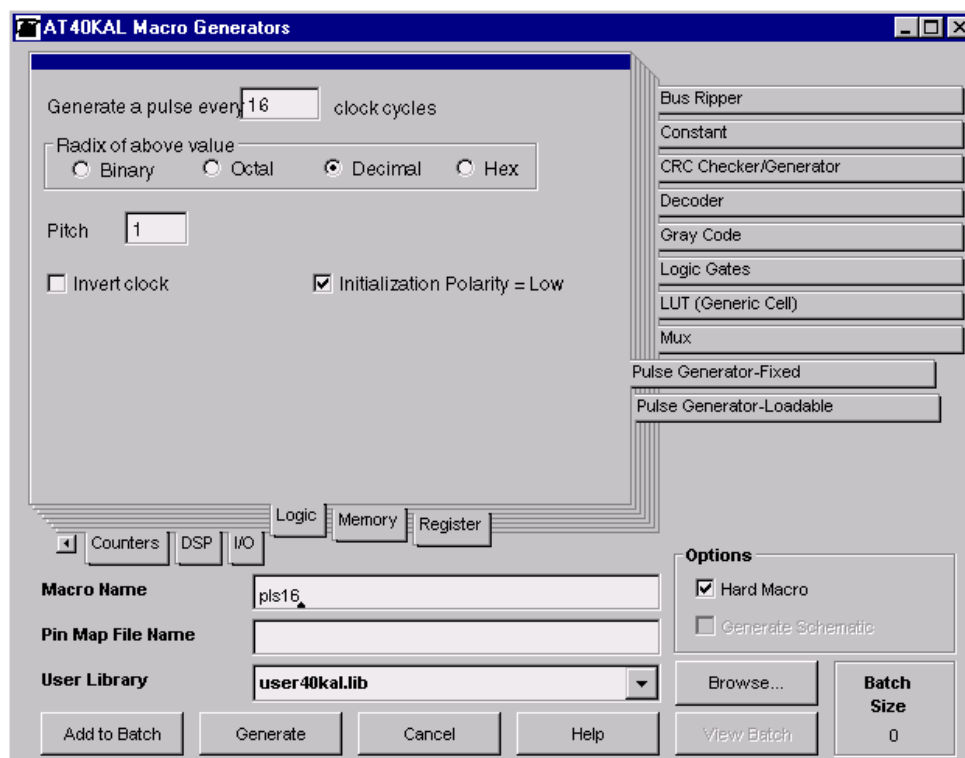 AT40KAL Macro Generators
Generate a pulse every 16 clock cycles
Radix of above value
Binary Octal Decimal Hex
Pitch 1
Invert clock Initialization Polarity = Low
Bus Ripper
Constant
CRC Checker/Generator
Decoder
Gray Code
Logic Gates
LUT (Generic Cell)
Mux
Pulse Generator-Fixed
Pulse Generator-Loadable
Counters DSP I/O Logic Memory Register
Macro Name pls16
Pin Map File Name
User Library user40kal.lib
Options
Hard Macro
Generate Schematic
Add to Batch Generate Cancel Help Browse... View Batch
Batch
Size
0